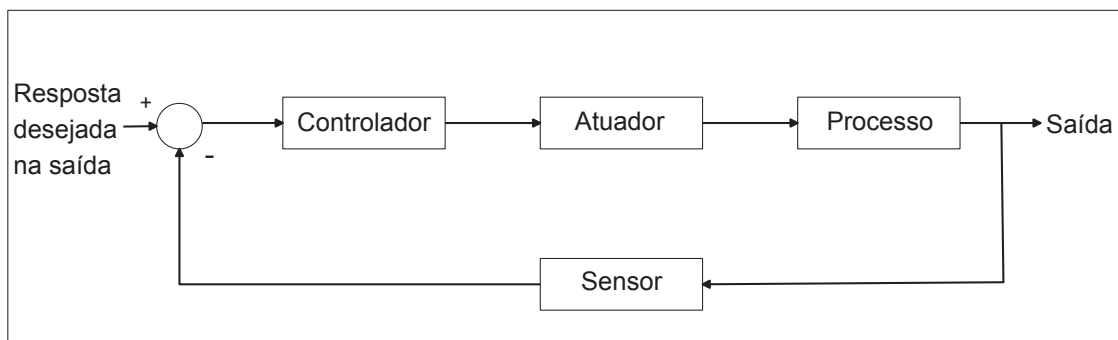 Resposta
desejada
na saída
+
-
Controlador
Atuador
Processo
Saída
Sensor